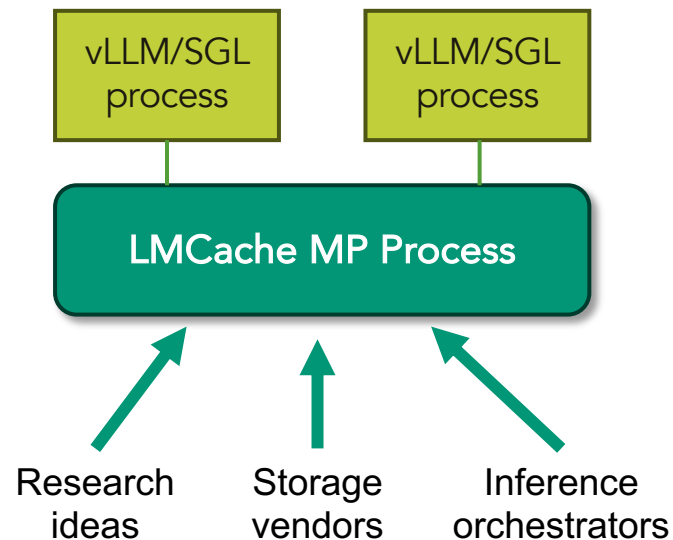 vLLM/SGL
process
vLLM/SGL
process
LMCache MP Process
Research
ideas
Storage
vendors
Inference
orchestrators